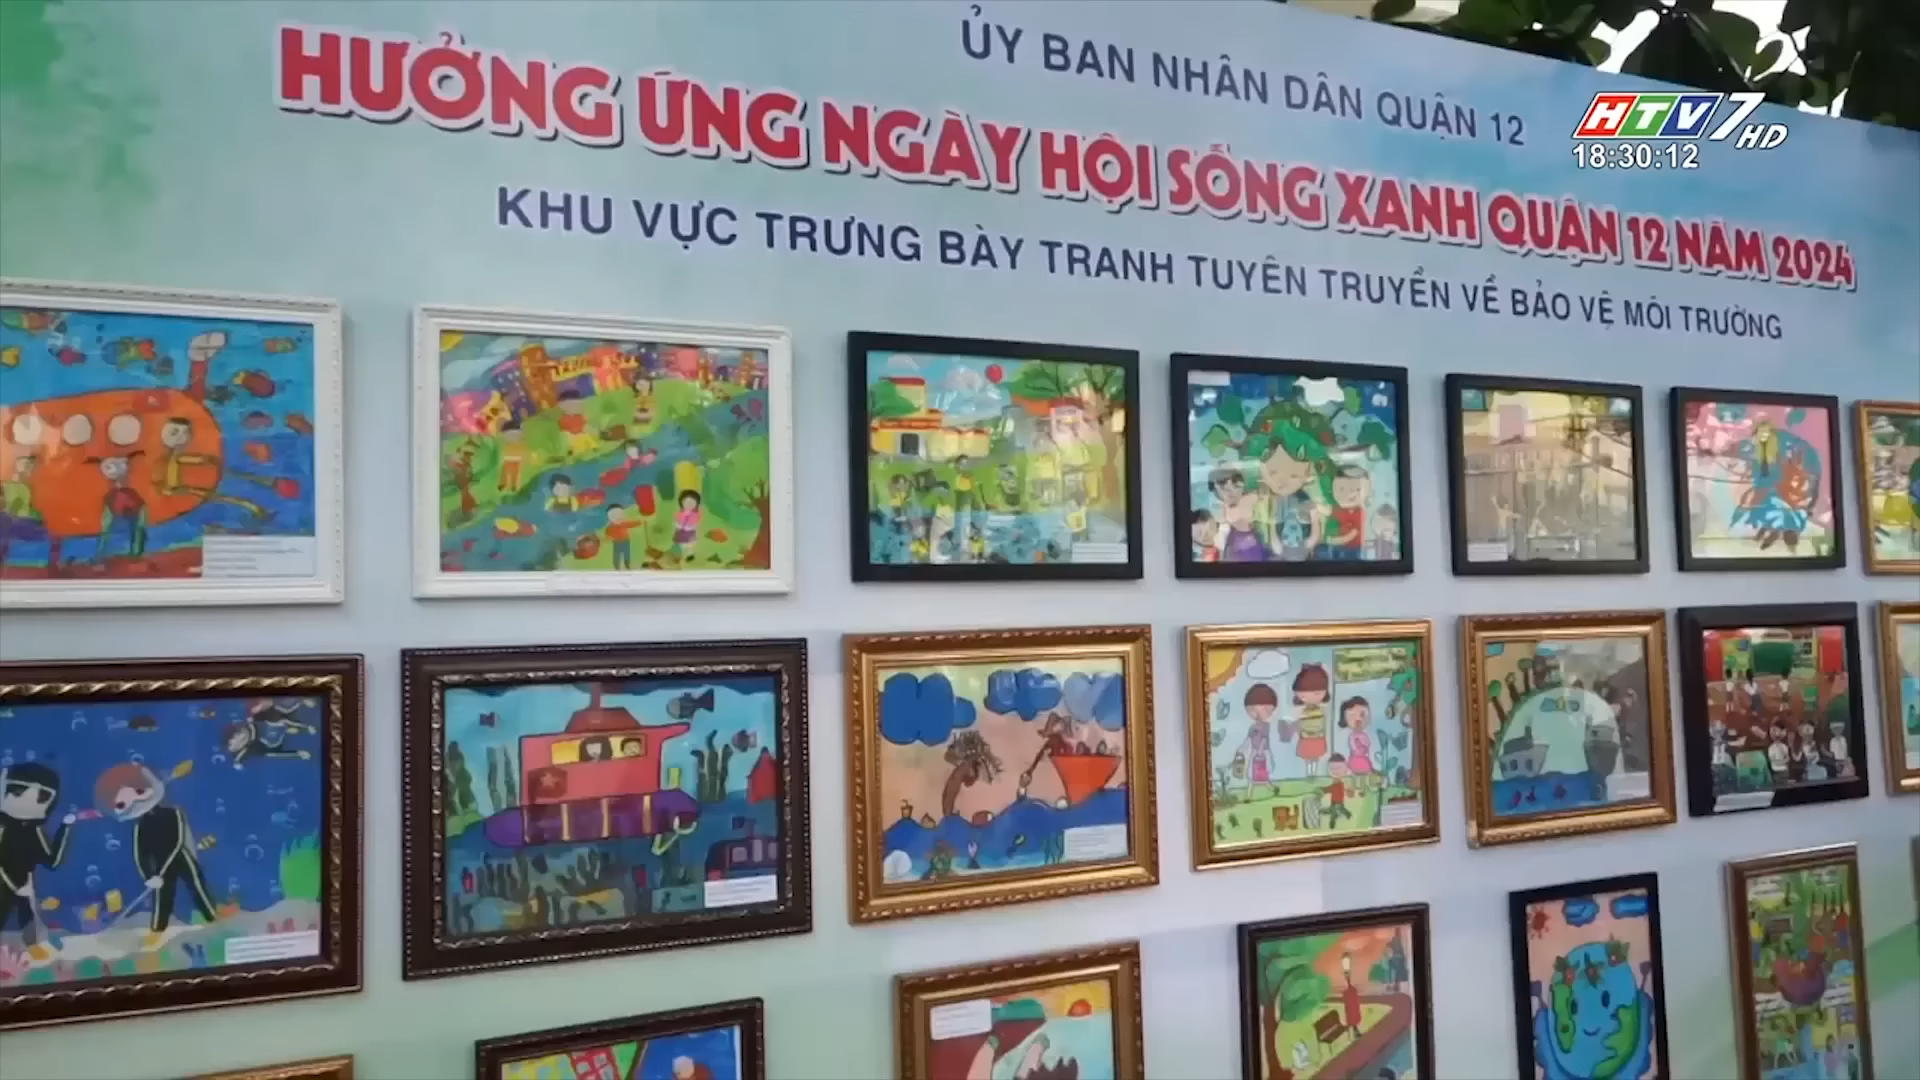 ỦY BAN NHÂN DÂN QUẬN 12
HƯỞNG ỨNG NGÀY HỘI SỐNG XANH QUẬN 12 NĂM 2024
KHU VỰC TRƯNG BÀY TRANH TUYÊN TRUYỀN VỀ BẢO VỆ MÔI TRƯỜNG
HTV7 HD
18:30:12